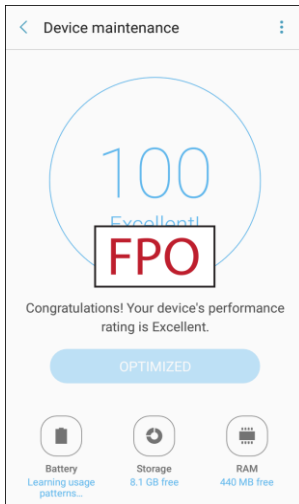 Device maintenance
100
Excellent!
FPO
Congratulations! Your device's performance
rating is Excellent.
OPTIMIZED
Battery
Learning usage
patterns...
Storage
8.1 GB free
RAM
440 MB free